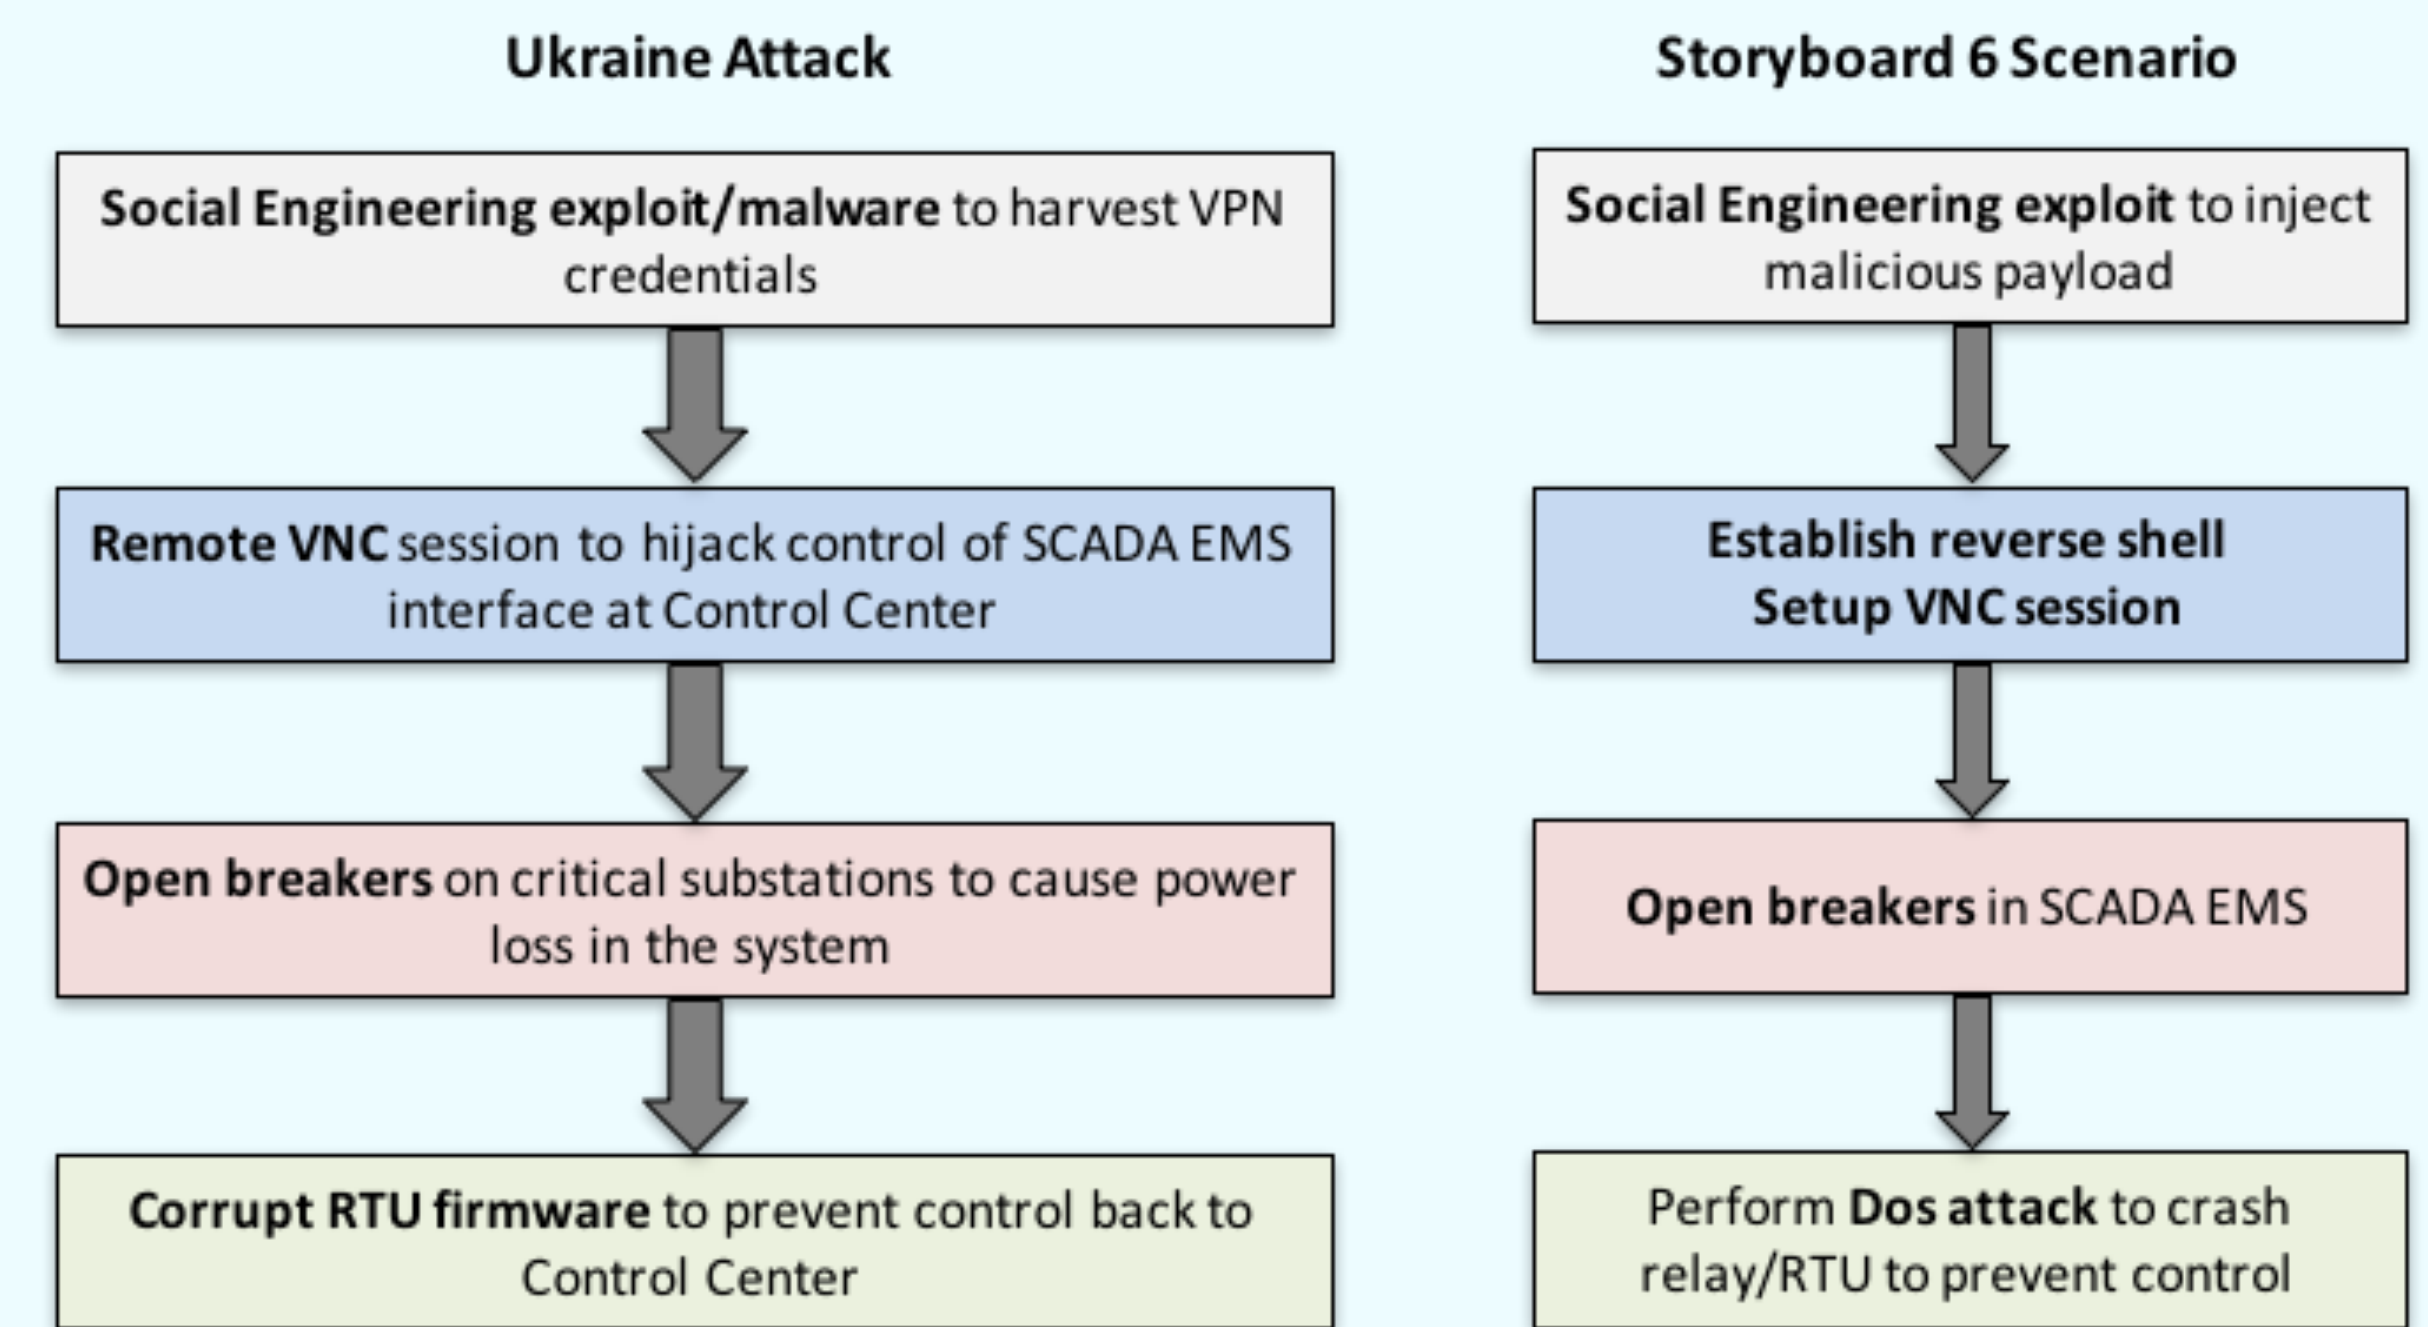 Ukraine Attack
Social Engineering exploit/malware to harvest VPN
credentials
Remote VNC session to hijack control of SCADA EMS
interface at Control Center
Open breakers on critical substations to cause power
loss in the system
Corrupt RTU firmware to prevent control back to
Control Center
Storyboard 6 Scenario
Social Engineering exploit to inject
malicious payload
Establish reverse shell
Setup VNC session
Open breakers in SCADA EMS
Perform Dos attack to crash
relay/RTU to prevent control